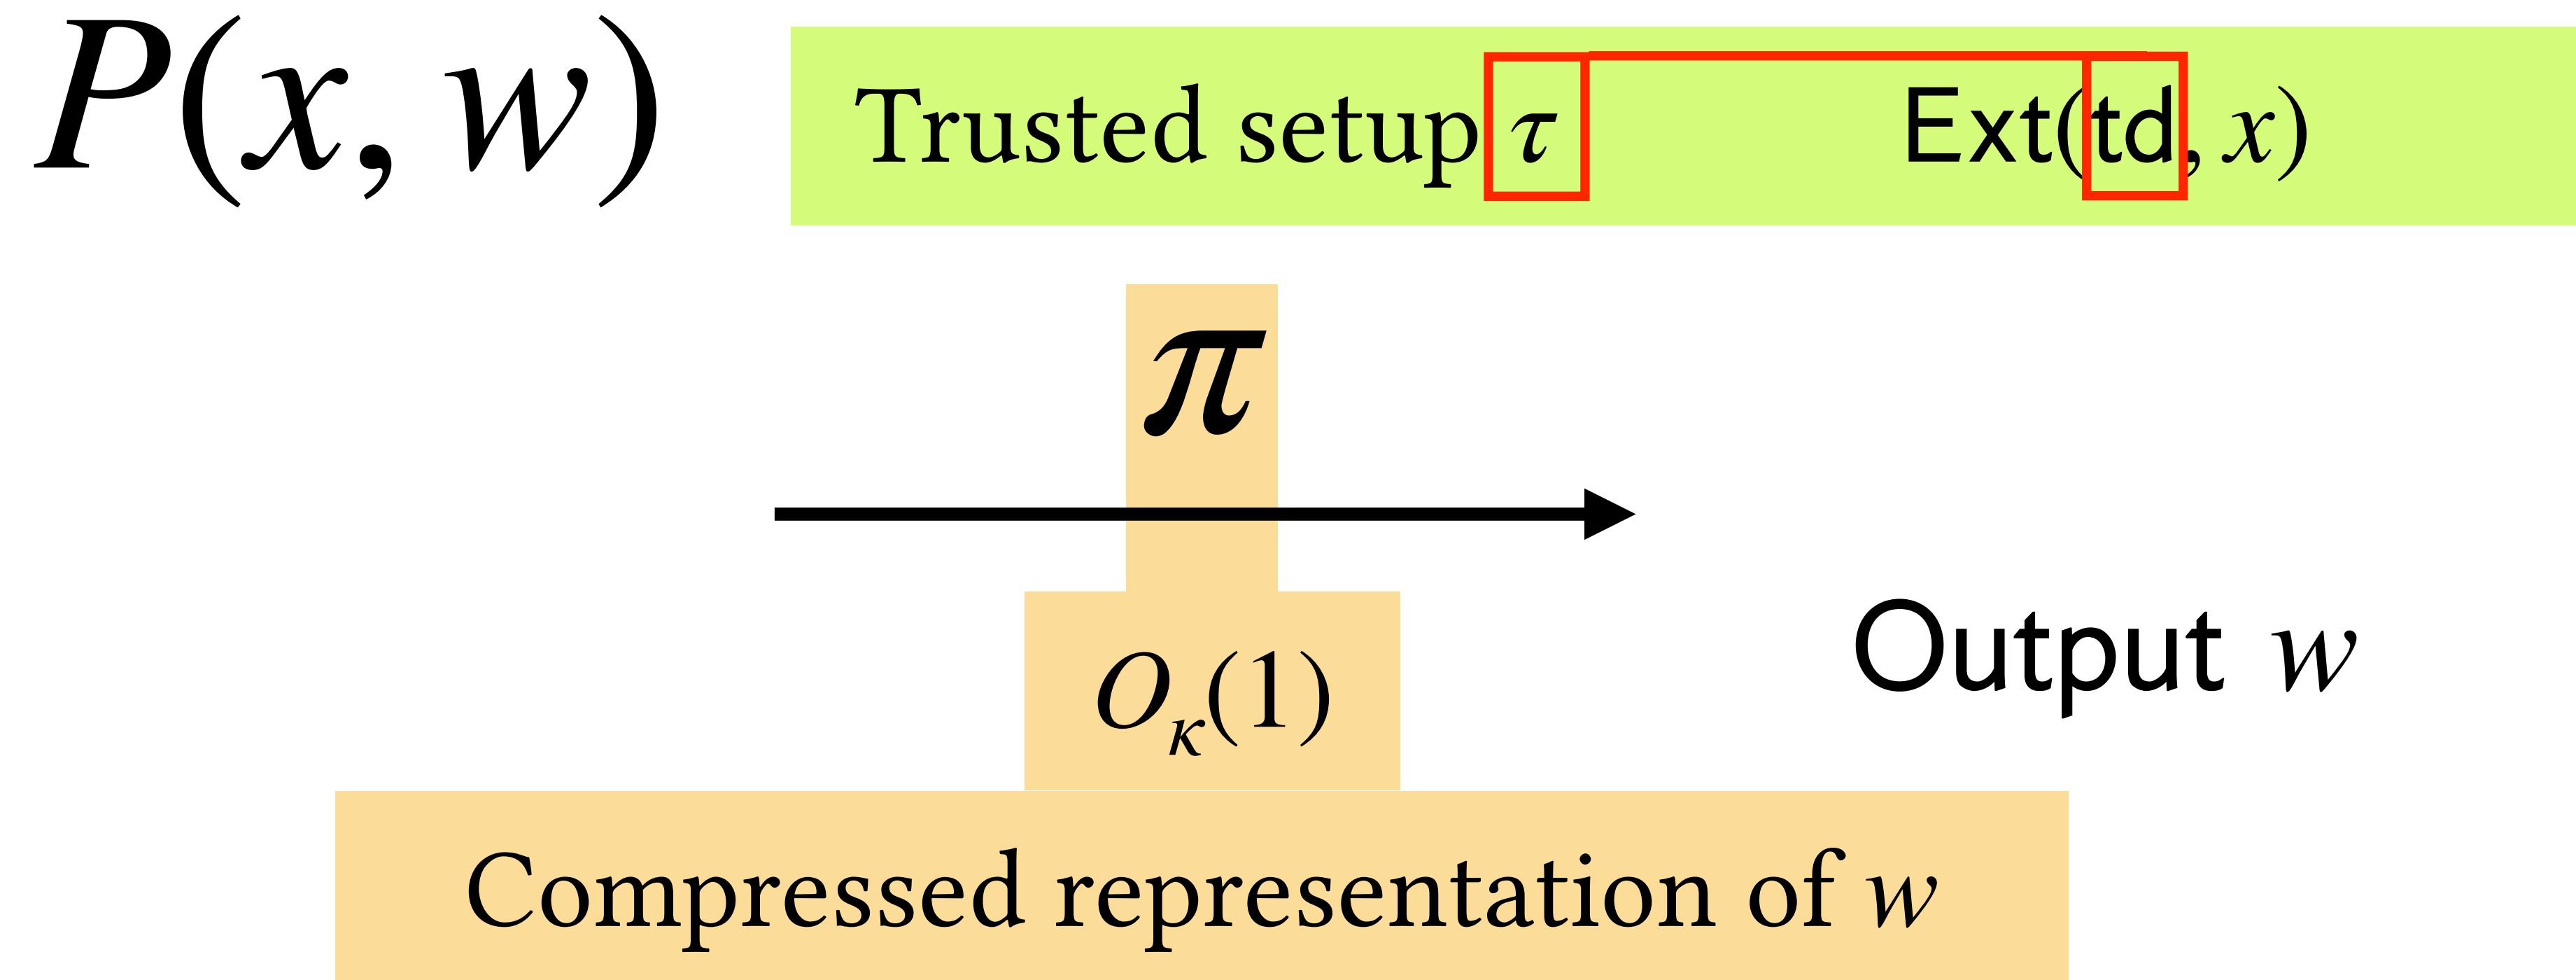 P(x, w)
Trusted setup τ
Ext(td, x)
π
O_κ(1)
Output w
Compressed representation of w